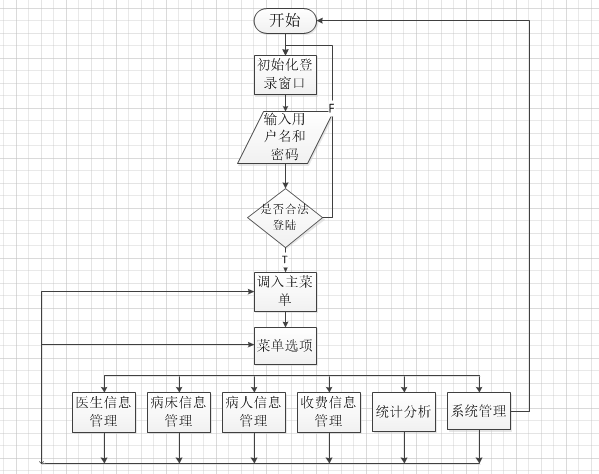 开始
初始化登
录窗口
F
输入用
户名和
密码
是否合法
登陆
T
调入主菜
单
菜单选项
医生信息
管理
病床信息
管理
病人信息
管理
收费信息
管理
统计分析
系统管理